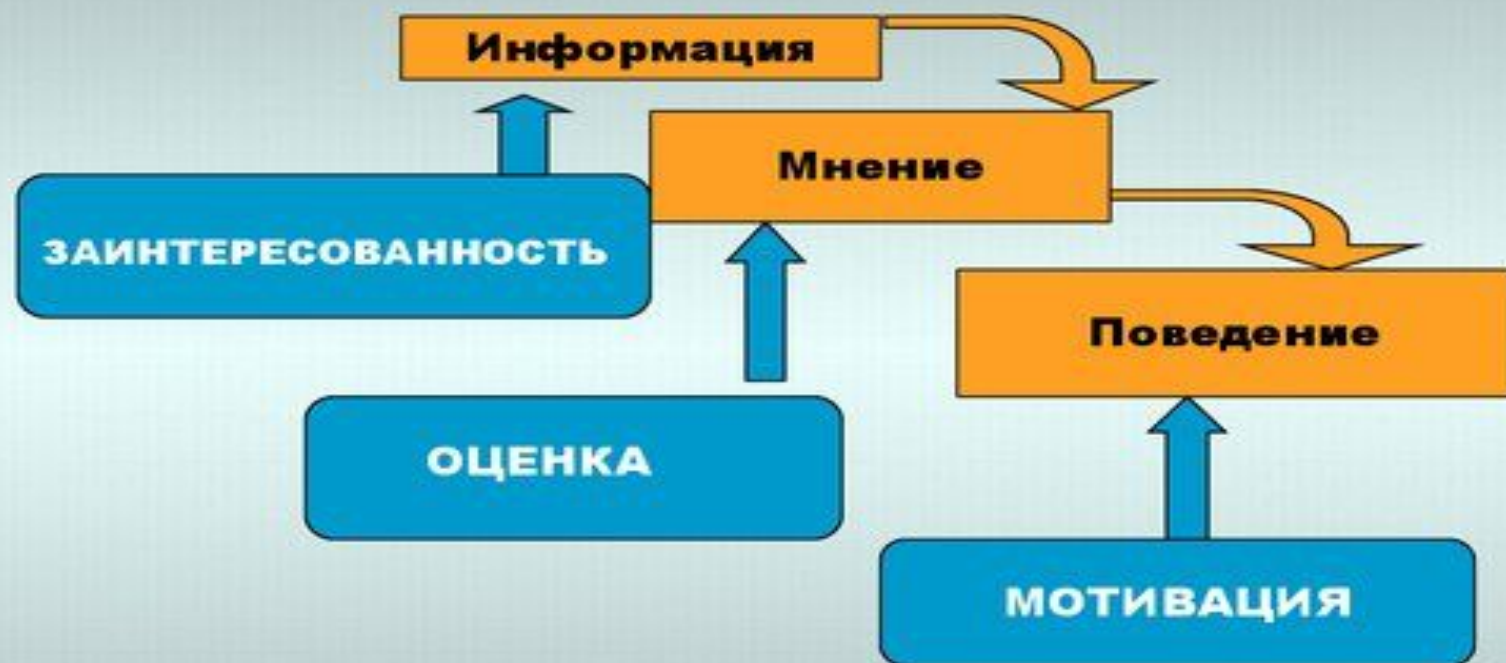 Информация
Мнение
ЗАИНТЕРЕСОВАННОСТЬ
Поведение
ОЦЕНКА
МОТИВАЦИЯ